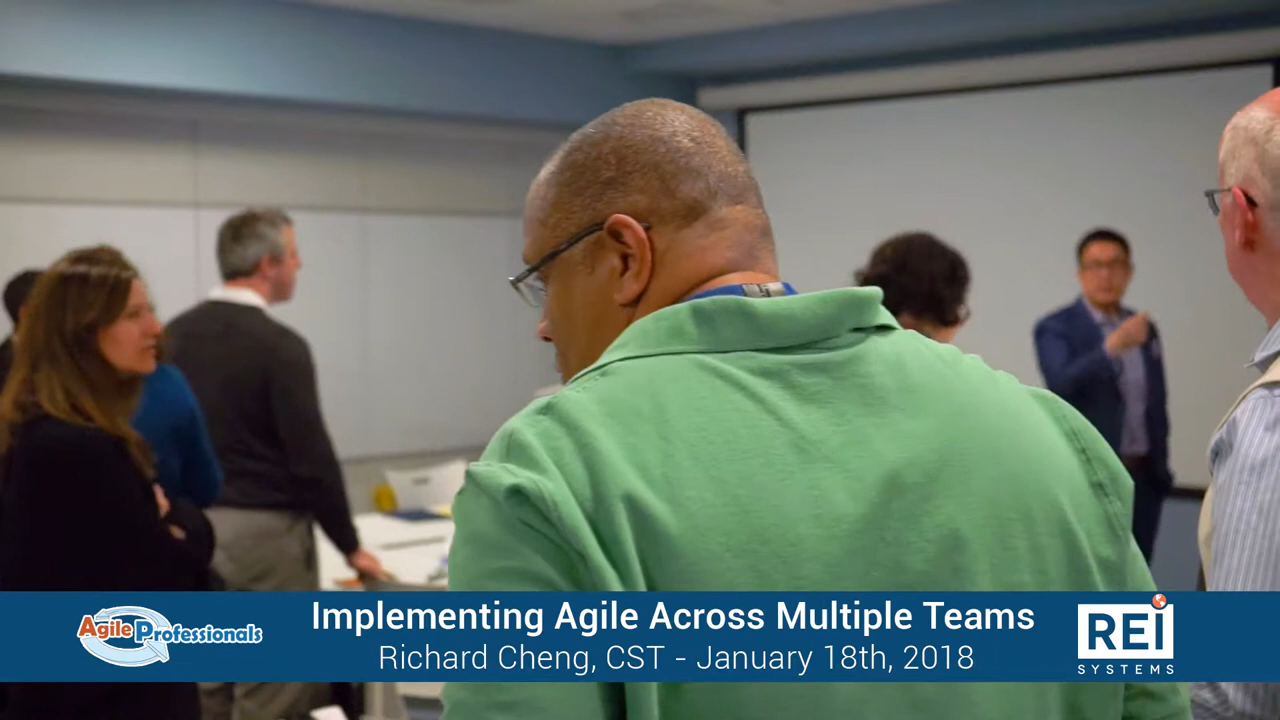 Agile Professionals
Implementing Agile Across Multiple Teams
Richard Cheng, CST - January 18th, 2018
REI
SYSTEMS